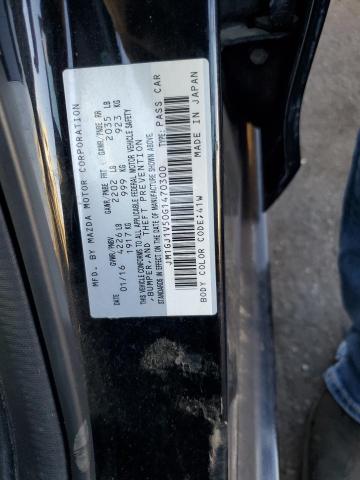 MFD. BY MAZDA MOTOR CORPORATION
01/16 GVWR/PNBV 4226 LB 1917 KG GAWR/PNBE FRT 2202 LB 999 KG GAWR/PNBE RR 2035 LB 923 KG
THIS VEHICLE CONFORMS TO ALL APPLICABLE FEDERAL MOTOR VEHICLE SAFETY
,BUMPER,AND THEFT PREVENTION
STANDARDS IN EFFECT ON THE DATE OF MANUFACTURE SHOWN ABOVE.
JM1GJ1V50G1470300 TYPE: PASS CAR
BODY COLOR CODE;41W MADE IN JAPAN